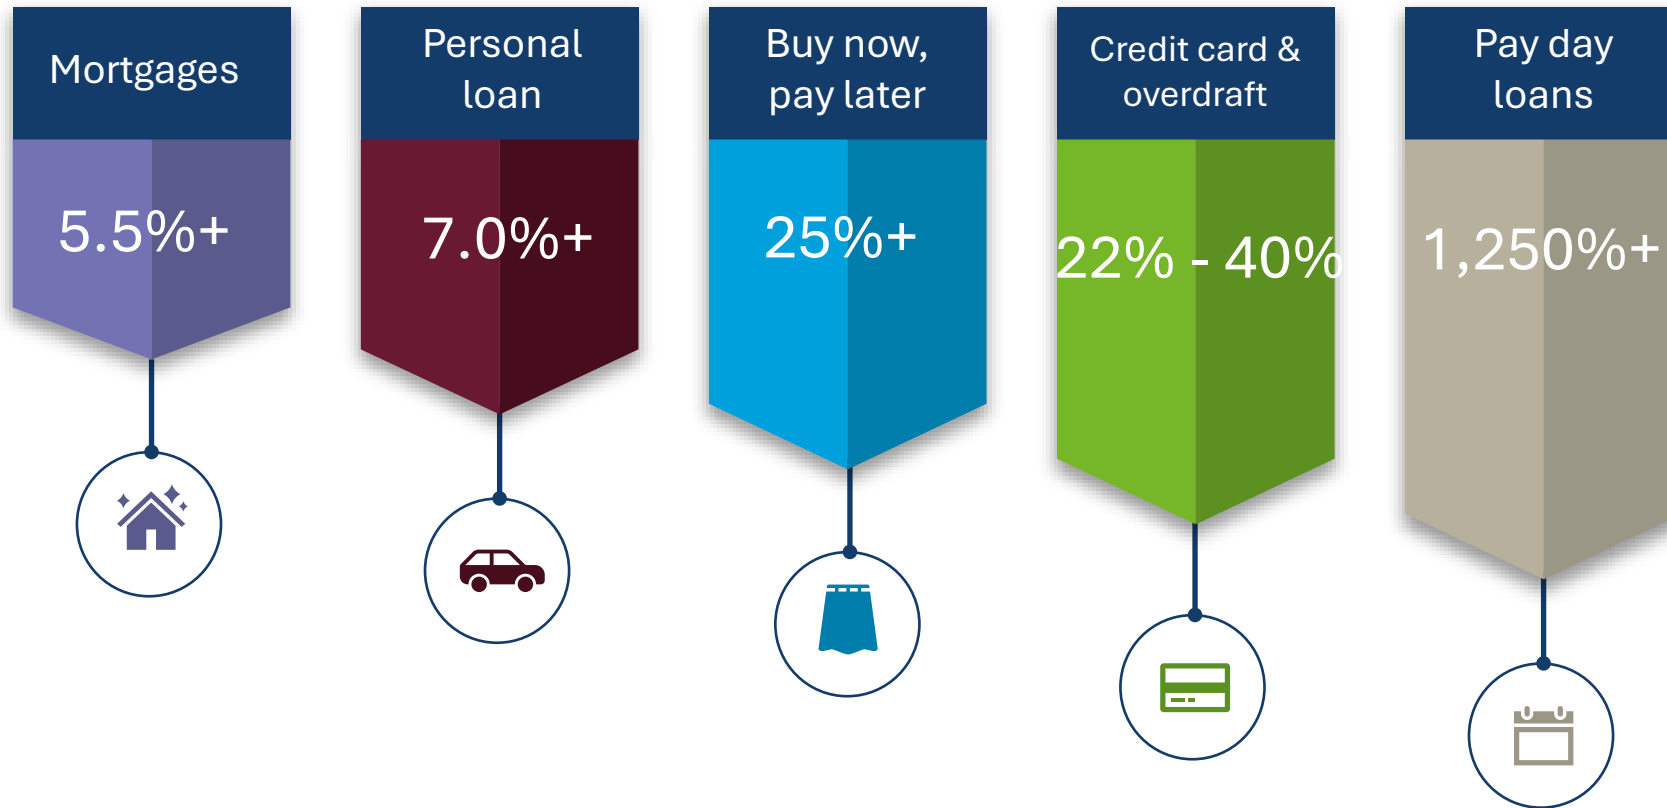 Mortgages
5.5%+
Personal
loan
7.0%+
Buy now,
pay later
25%+
Credit card &
overdraft
22% - 40%
Pay day
loans
1,250%+